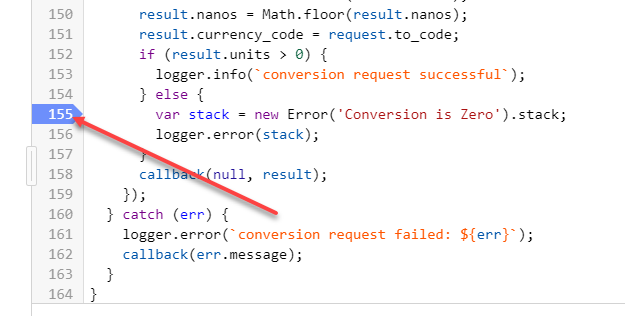 150 result.nanos = Math.floor(result.nanos);
151 result.currency_code = request.to_code;
152 if (result.units > 0) {
153 logger.info(`conversion request successful`);
154 } else {
155 var stack = new Error('Conversion is Zero').stack;
156 logger.error(stack);
157 }
158 callback(null, result);
159 });
160 } catch (err) {
161 logger.error(`conversion request failed: ${err}`);
162 callback(err.message);
163 }
164 }